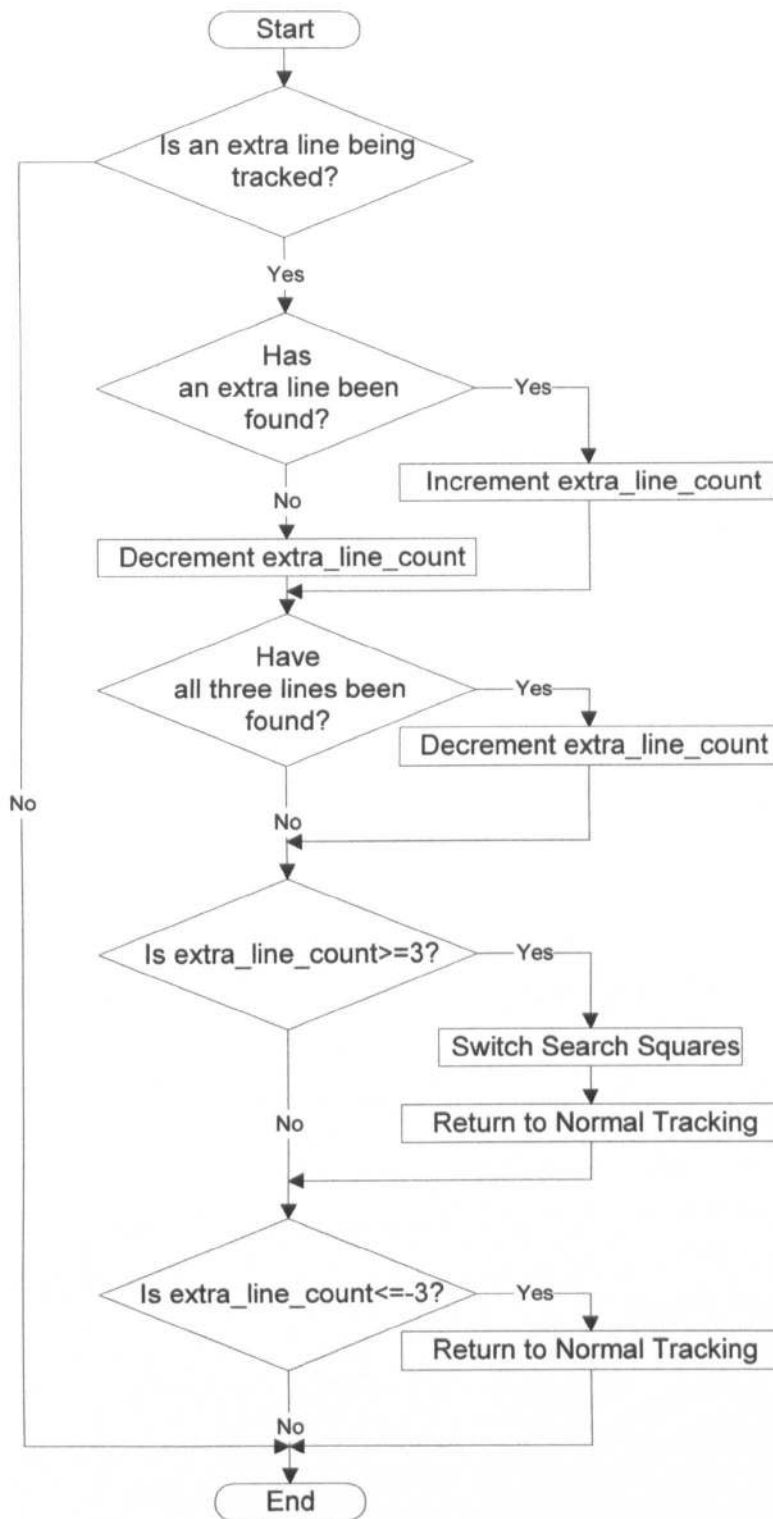 Start
Is an extra line being
tracked?
Yes
Has
an extra line been
found?
Yes
Increment extra_line_count
No
Decrement extra_line_count
Have
all three lines been
found?
Yes
Decrement extra_line_count
No
No
Is extra_line_count>=3?
Yes
Switch Search Squares
No
Return to Normal Tracking
Is extra_line_count<=-3?
Yes
Return to Normal Tracking
No
End